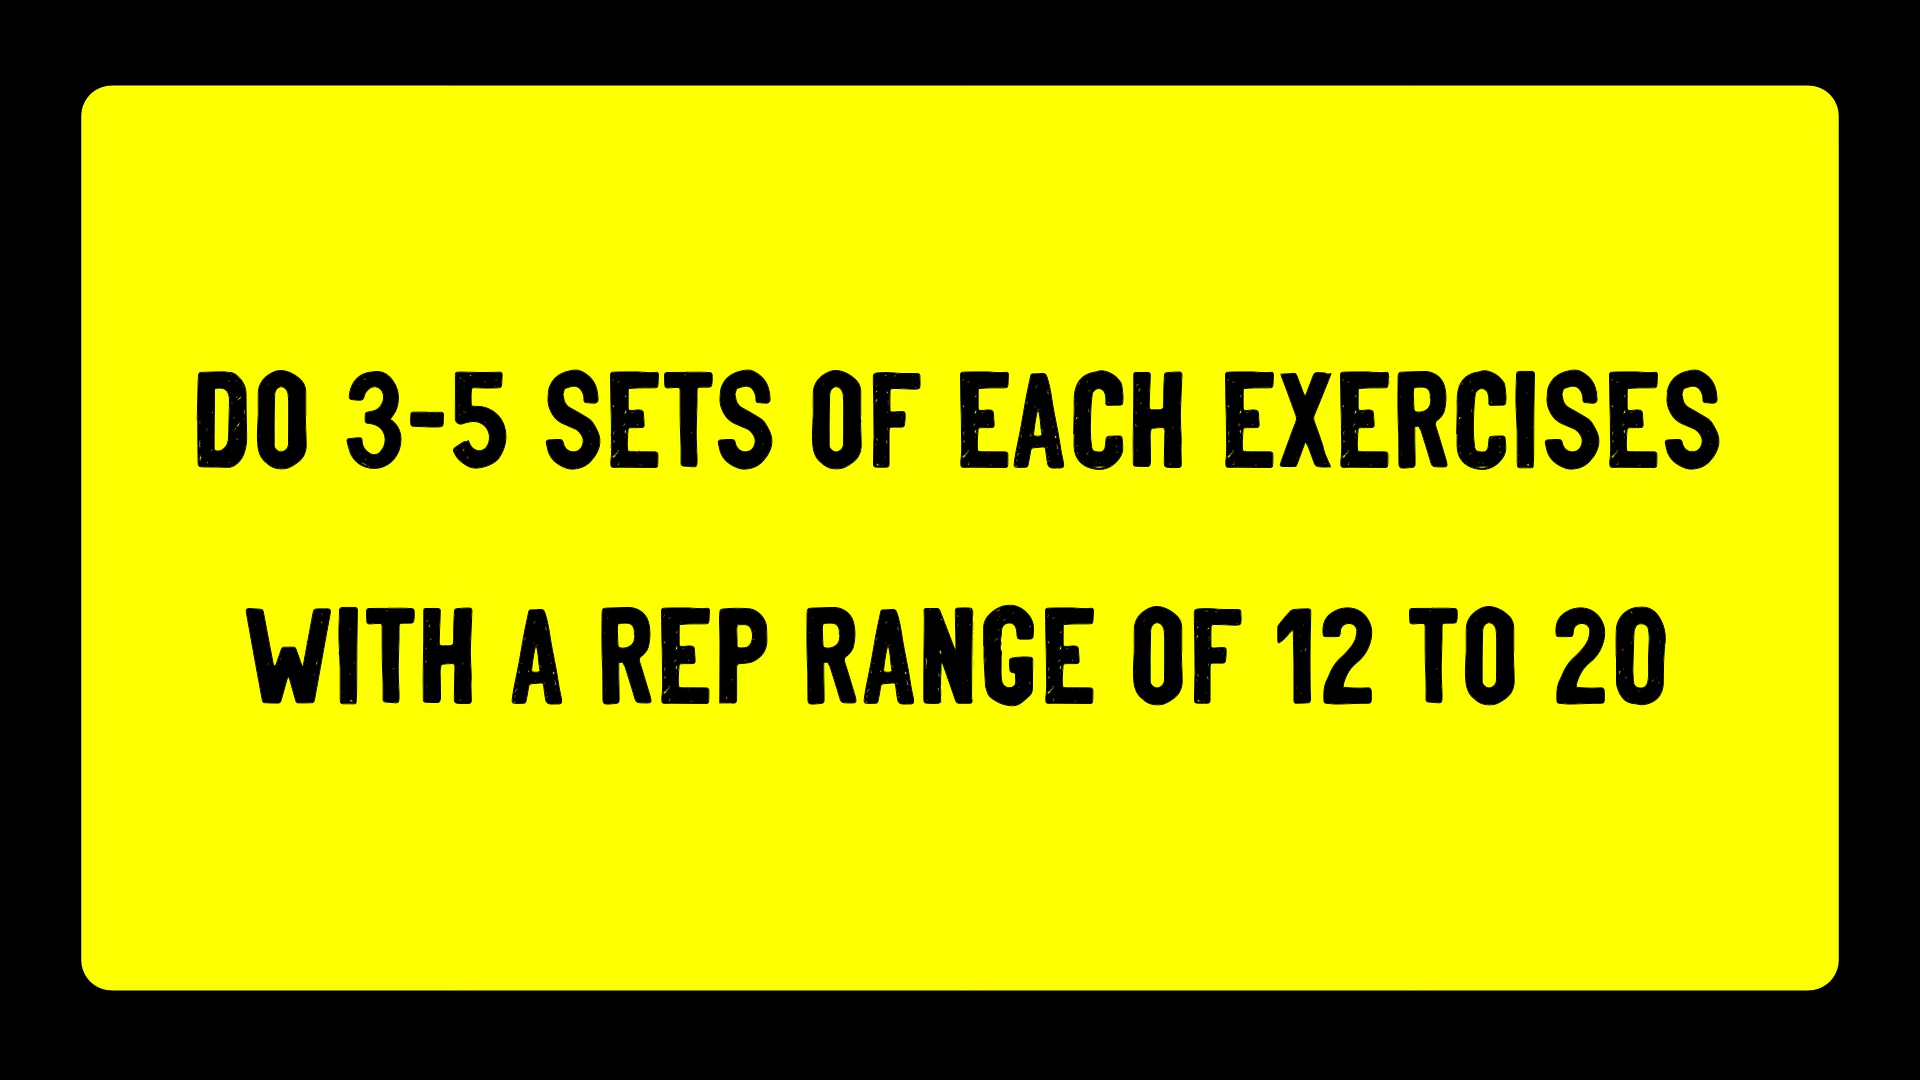 DO 3-5 SETS OF EACH EXERCISES
WITH A REP RANGE OF 12 TO 20